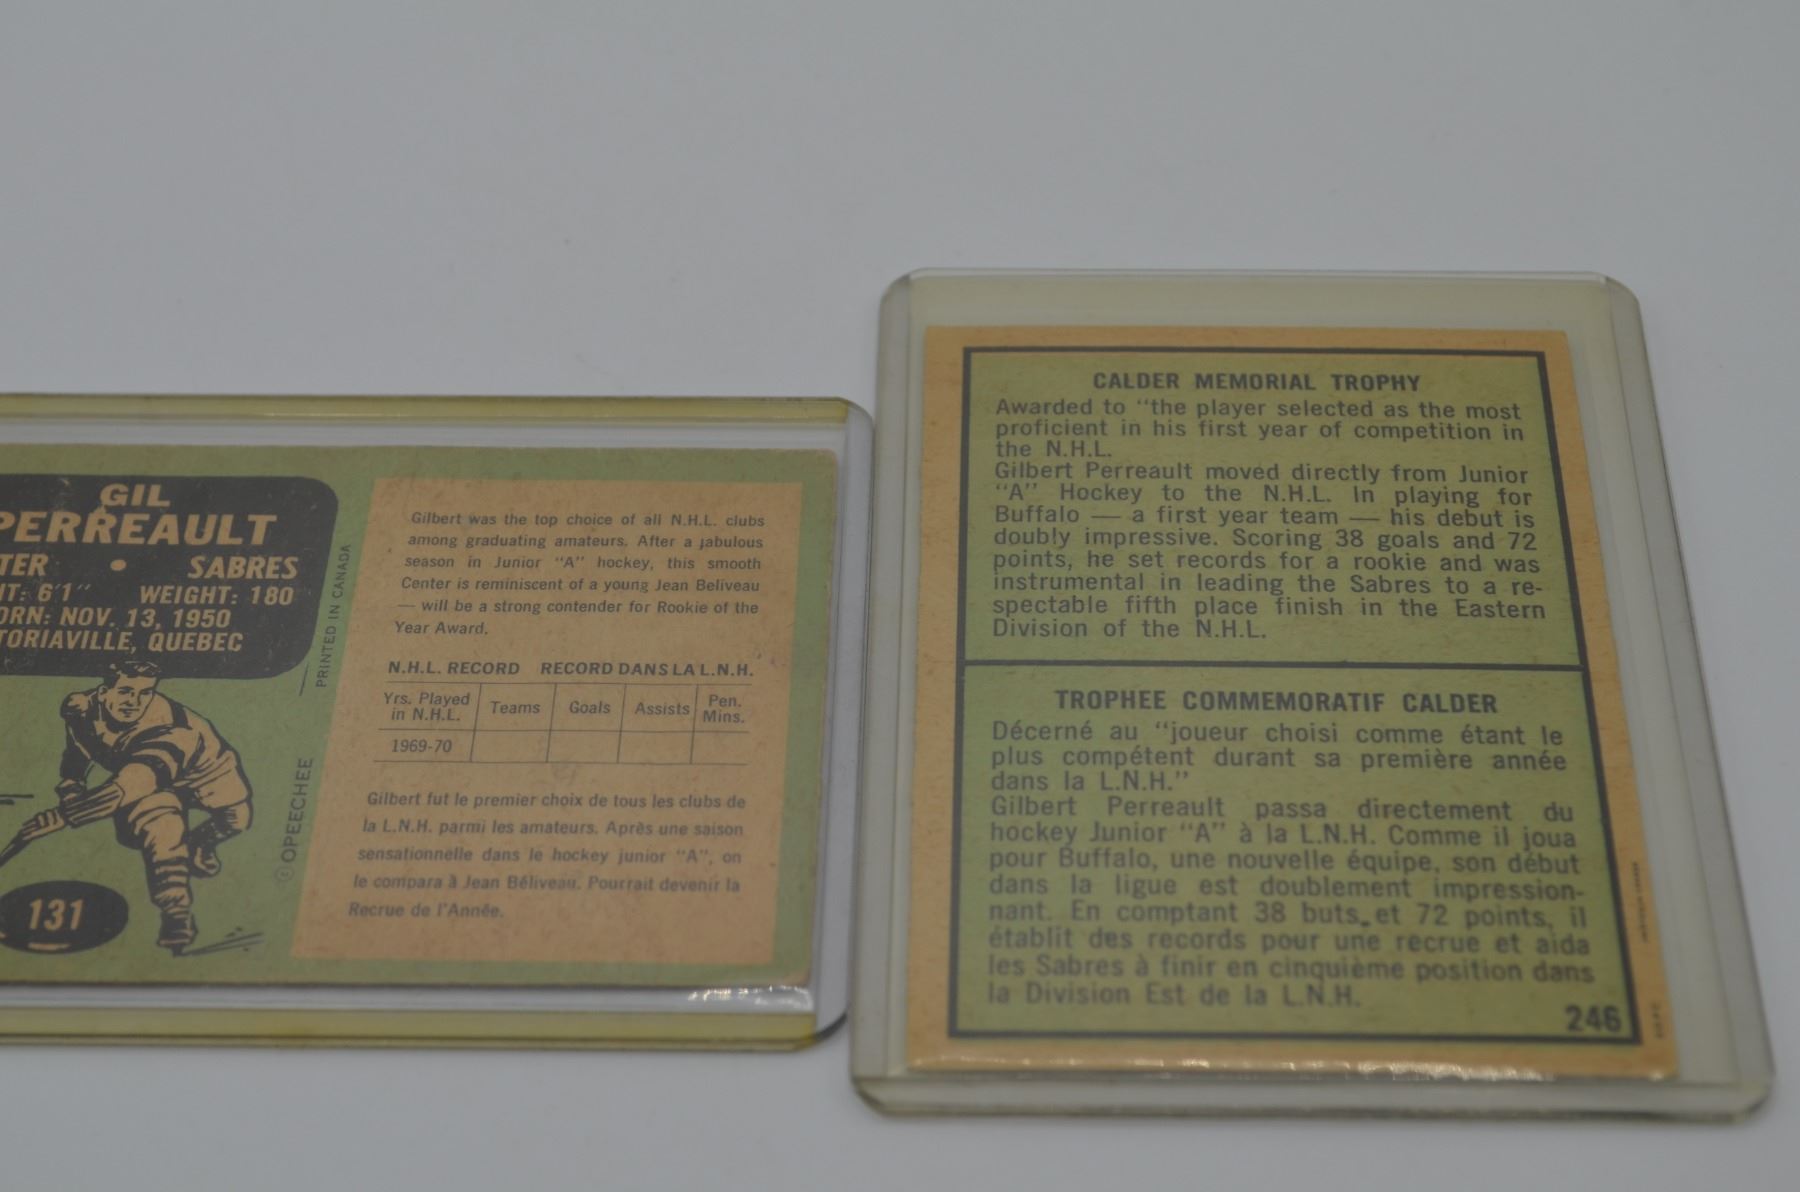 GIL
PERREAULT
TER • SABRES
HT: 6'1" WEIGHT: 180
ORN: NOV. 13, 1950
TORIAVILLE, QUEBEC
PRINTED IN CANADA
© OPEECHEE
131
Gilbert was the top choice of all N.H.L. clubs
among graduating amateurs. After a fabulous
season in Junior "A" hockey, this smooth
Center is reminiscent of a young Jean Beliveau
— will be a strong contender for Rookie of the
Year Award.
N.H.L. RECORD RECORD DANS LA L.N.H.
Yrs. Played in N.H.L. Teams Goals Assists Pen. Mins.
1969-70
Gilbert fut le premier choix de tous les clubs de
la L.N.H. parmi les amateurs. Après une saison
sensationnelle dans le hockey junior "A", on
le compara à Jean Béliveau. Pourrait devenir la
Recrue de l'Année.
CALDER MEMORIAL TROPHY
Awarded to "the player selected as the most
proficient in his first year of competition in
the N.H.L.
Gilbert Perreault moved directly from Junior
"A" Hockey to the N.H.L. In playing for
Buffalo — a first year team — his debut is
doubly impressive. Scoring 38 goals and 72
points, he set records for a rookie and was
instrumental in leading the Sabres to a re-
spectable fifth place finish in the Eastern
Division of the N.H.L.
TROPHEE COMMEMORATIF CALDER
Décerné au "joueur choisi comme étant le
plus compétent durant sa première année
dans la L.N.H."
Gilbert Perreault passa directement du
hockey Junior "A" à la L.N.H. Comme il joua
pour Buffalo, une nouvelle équipe, son début
dans la ligue est doublement impression-
nant. En comptant 38 buts et 72 points, il
établit des records pour une recrue et aida
les Sabres à finir en cinquième position dans
la Division Est de la L.N.H.
246